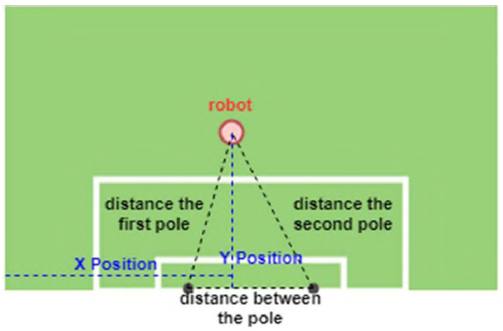 robot
distance the
first pole
distance the
second pole
X Position
Y Position
distance between
the pole